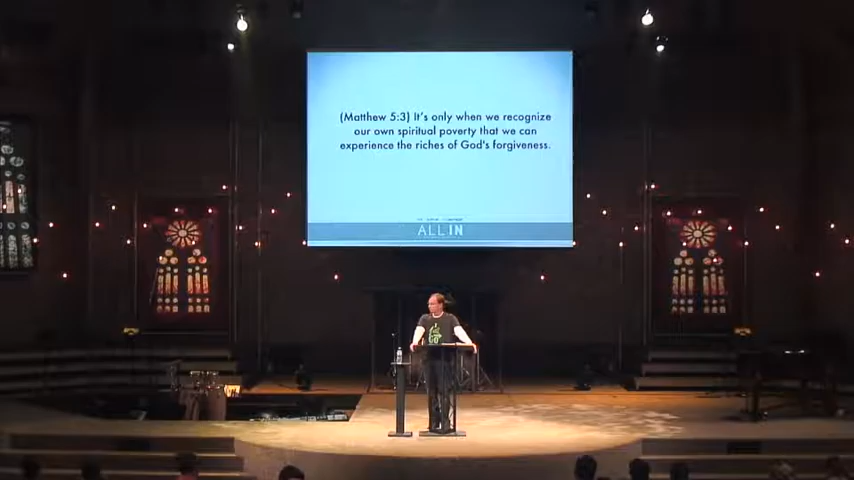 (Matthew 5:3) It's only when we recognize
our own spiritual poverty that we can
experience the riches of God's forgiveness.
ALL IN